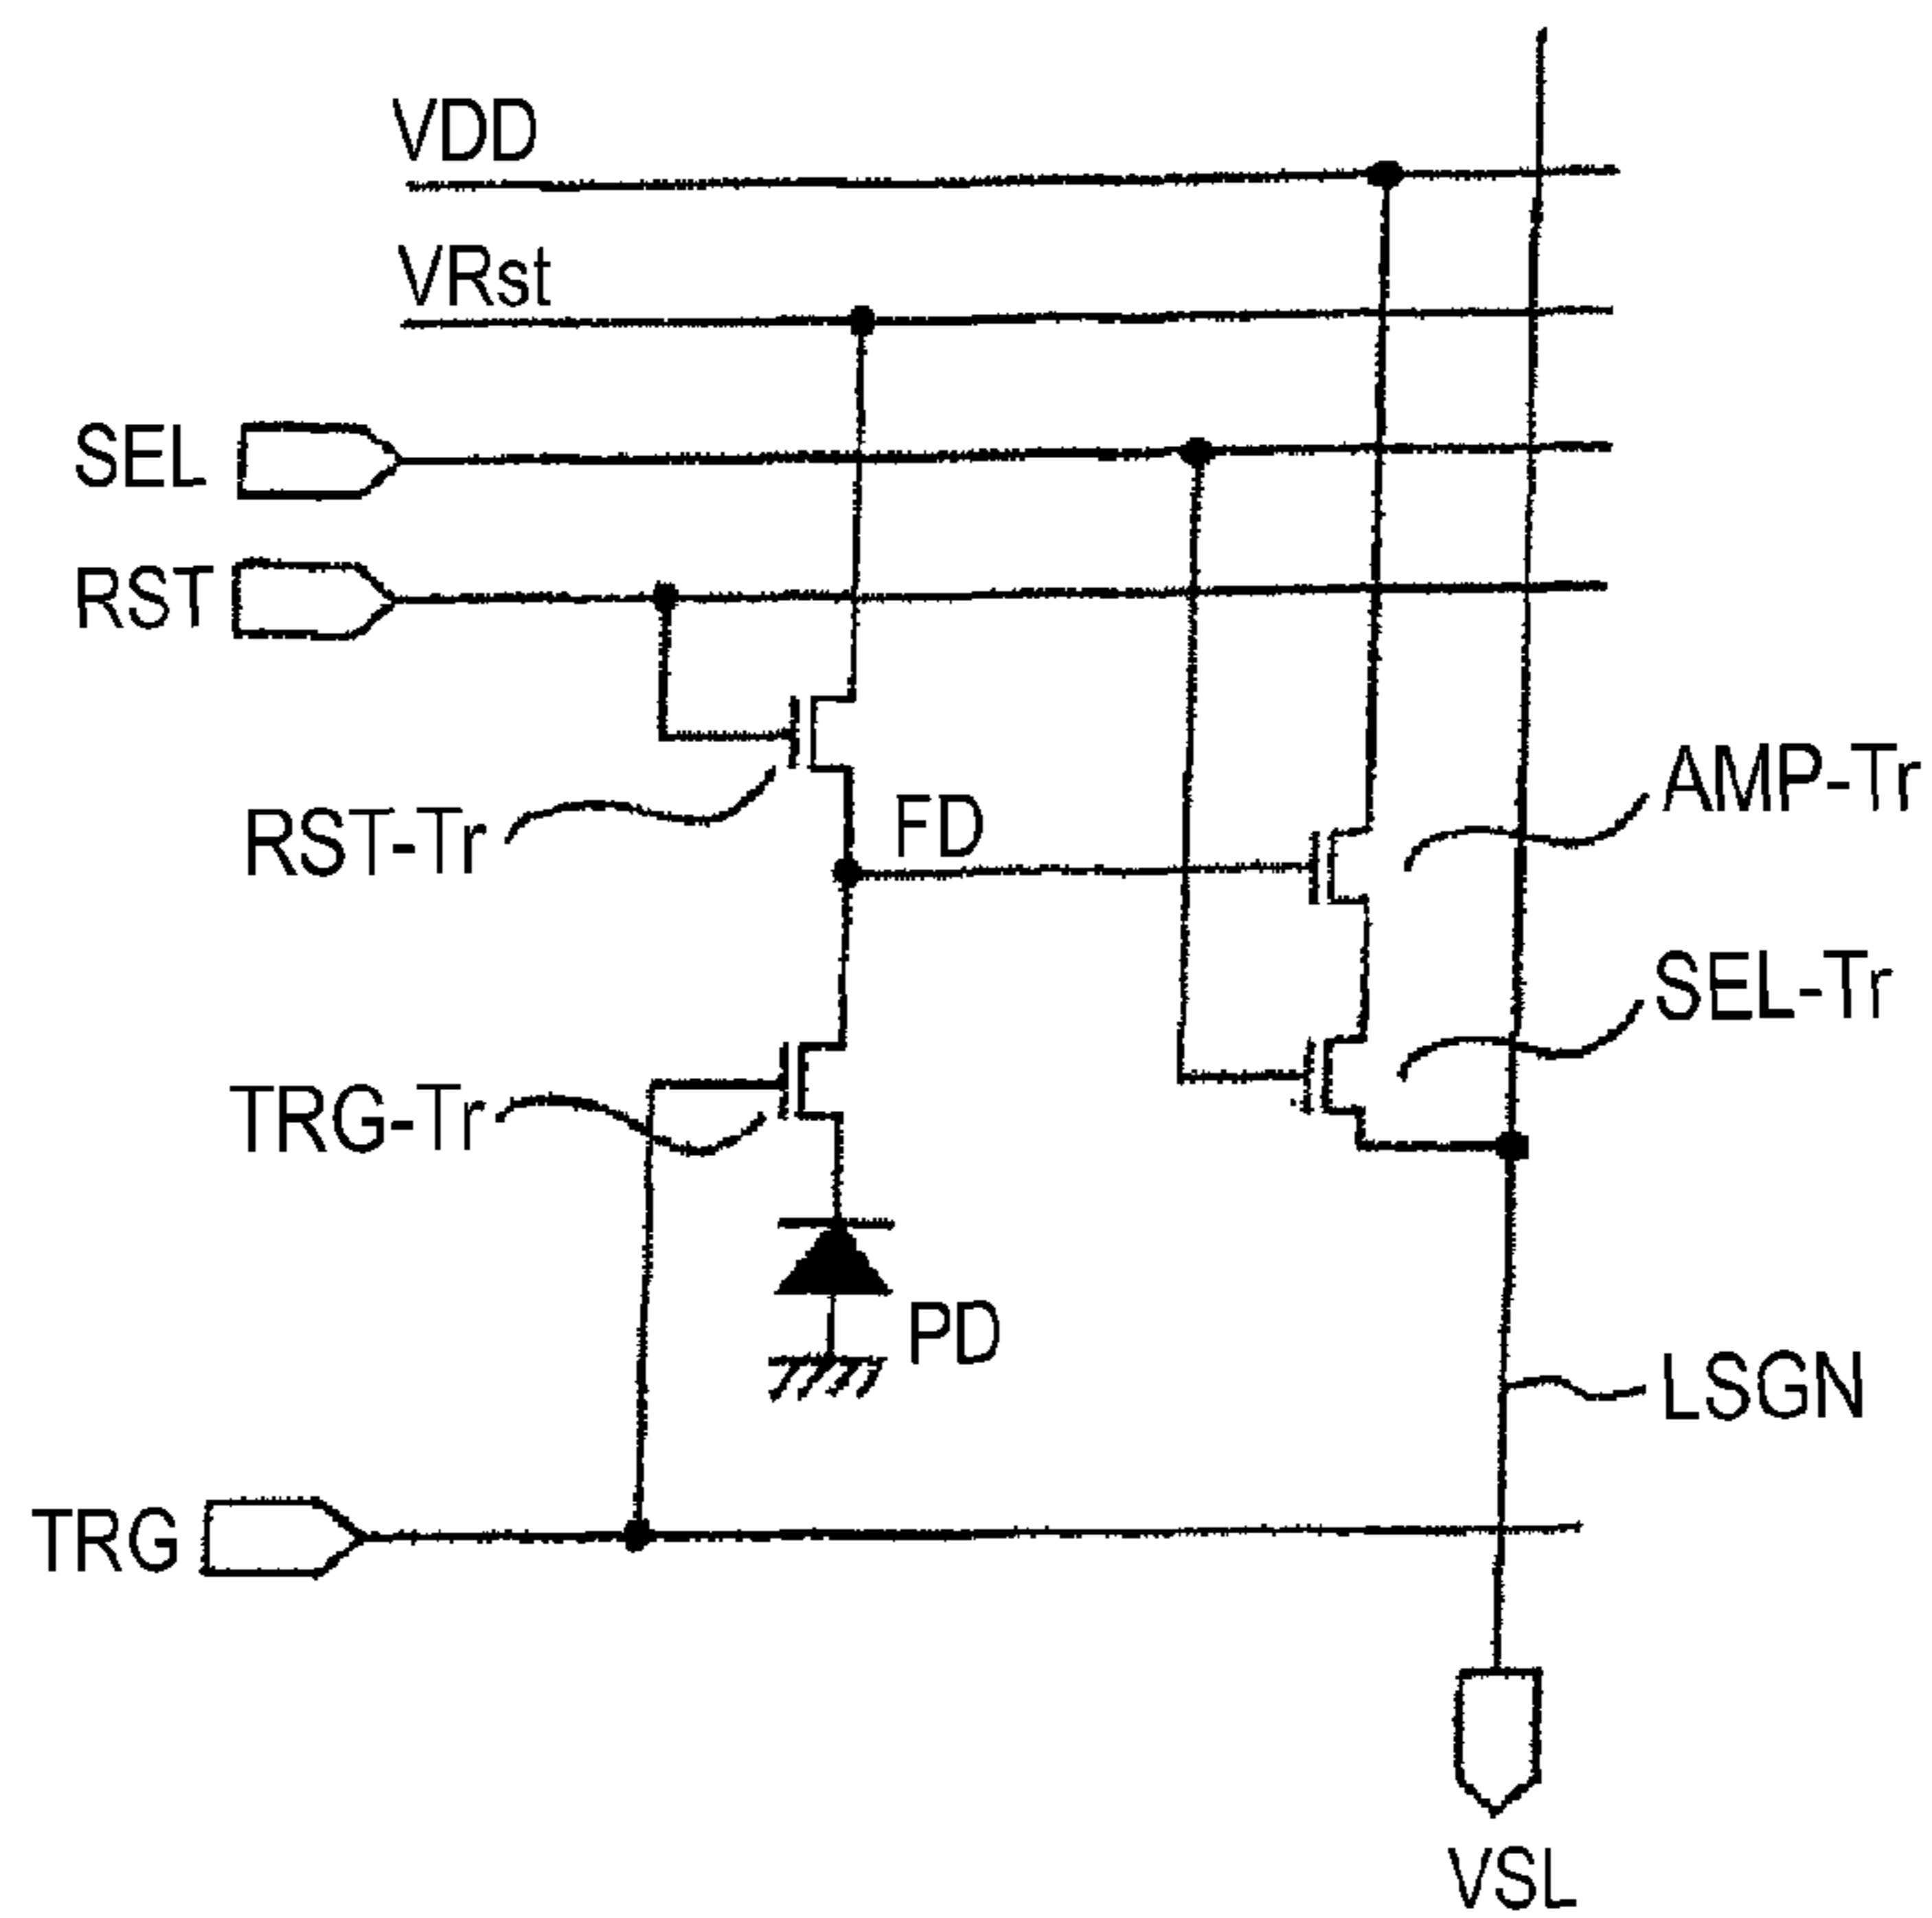 VDD
VRst
SEL
RST
AMP-Tr
RST-Tr
FD
SEL-Tr
TRG-Tr
PD
LSGN
TRG
VSL